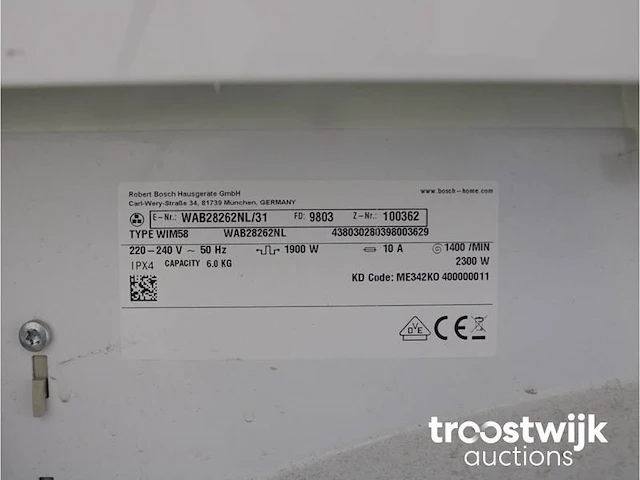 Robert Bosch Hausgeräte GmbH
Carl-Wery-Straße 34, 81739 München, GERMANY
www.bosch-home.com
E-Nr.: WAB28262NL/31 FD: 9803 Z-Nr.: 100362
TYPE WIM58 WAB28262NL 438030280398003629
220-240 V ~ 50 Hz 1900 W 10 A 1400 /MIN
IPX4 CAPACITY 6.0 KG 2300 W
KD Code: ME342KO 400000011
VDE CE
troostwijk
auctions